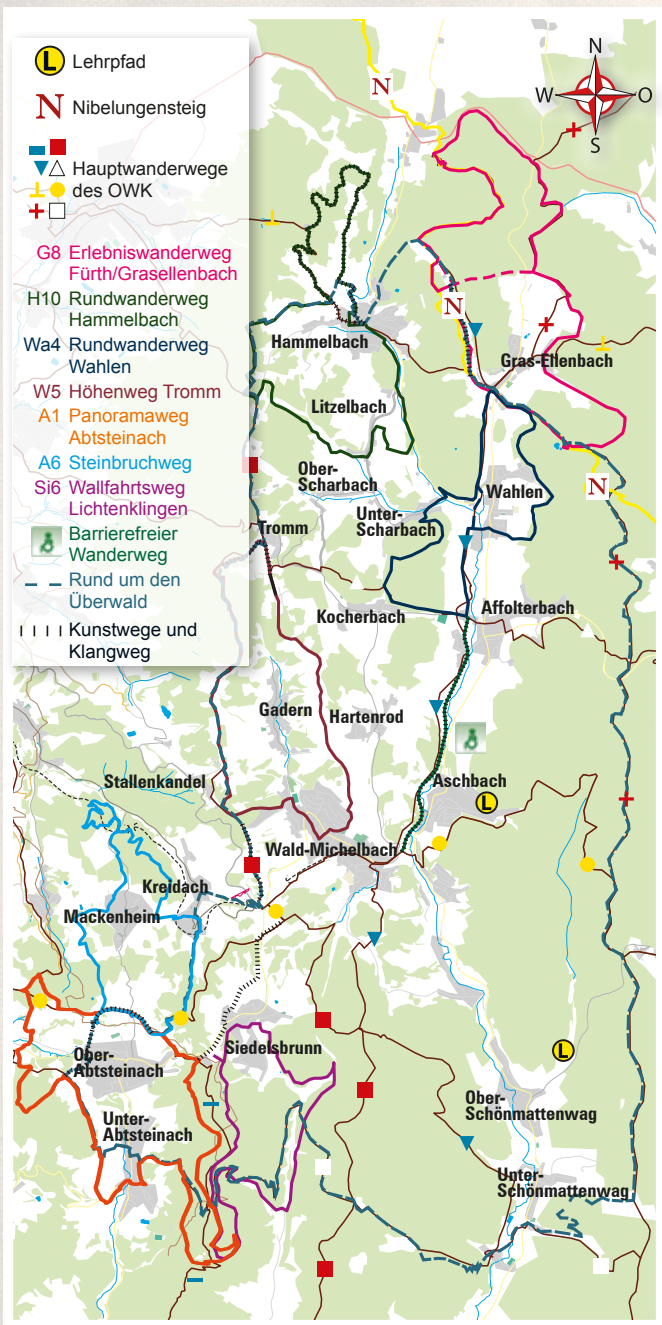 L Lehrpfad
N Nibelungensteig
Hauptwanderwege
des OWK
G8 Erlebniswanderweg
Fürth/Grasellenbach
H10 Rundwanderweg
Hammelbach
Wa4 Rundwanderweg
Wahlen
W5 Höhenweg Tromm
A1 Panoramaweg
Abtsteinach
A6 Steinbruchweg
Si6 Wallfahrtsweg
Lichtenklingen
Barrierefreier
Wanderweg
Rund um den
Überwald
Kunstwege und
Klangweg
N
W
O
S
N
N
N
Hammelbach
Gras-Ellenbach
Litzelbach
Ober-
Scharbach
Unter-
Scharbach
Wahlen
Tromm
Kocherbach
Affolterbach
Gadern
Hartenrod
Stallenkandel
Aschbach
L
Wald-Michelbach
Kreidach
Mackenheim
Siedelsbrunn
L
Ober-
Abtsteinach
Unter-
Abtsteinach
Ober-
Schönmattenwag
Unter-
Schönmattenwag